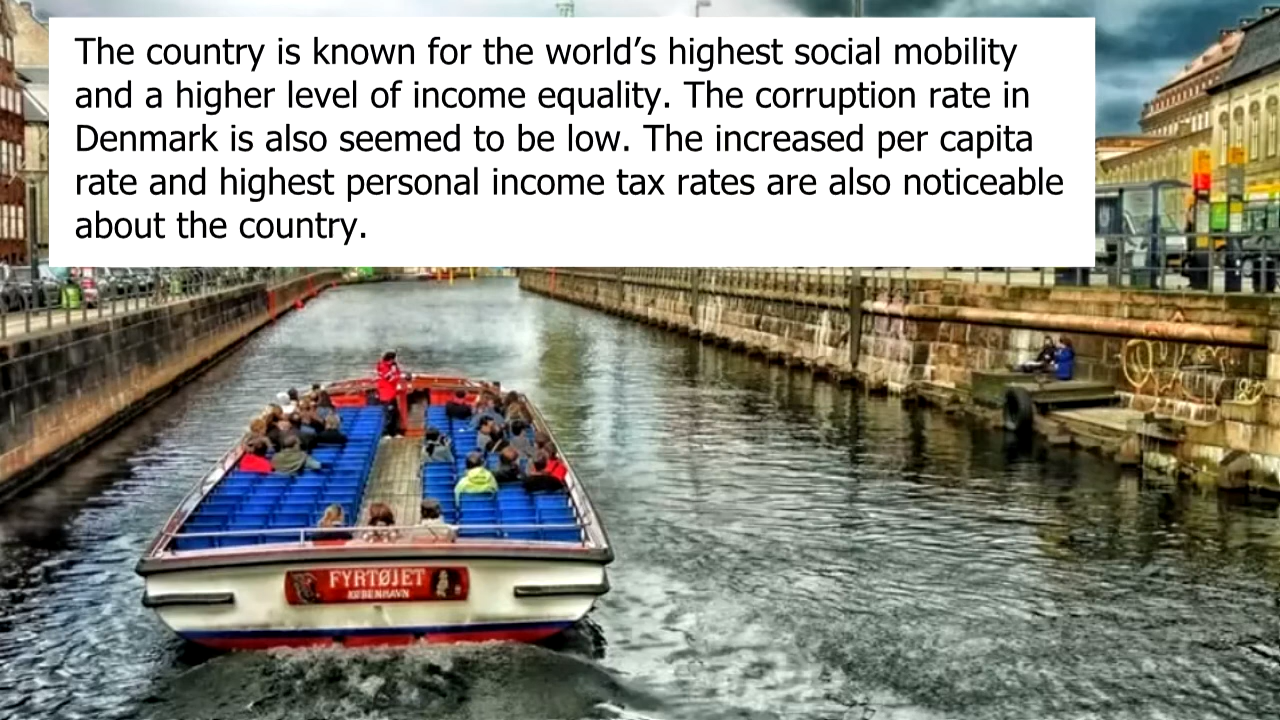 The country is known for the world’s highest social mobility
and a higher level of income equality. The corruption rate in
Denmark is also seemed to be low. The increased per capita
rate and highest personal income tax rates are also noticeable
about the country.
FYRTØJET
KØBENHAVN